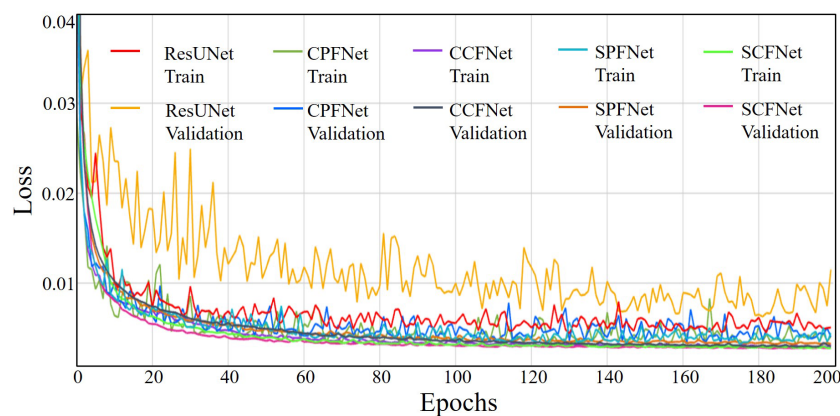 0.04
ResUNet Train
CPFNet Train
CCFNet Train
SPFNet Train
SCFNet Train
0.03
ResUNet Validation
CPFNet Validation
CCFNet Validation
SPFNet Validation
SCFNet Validation
0.02
Loss
0.01
0 20 40 60 80 100 120 140 160 180 200
Epochs